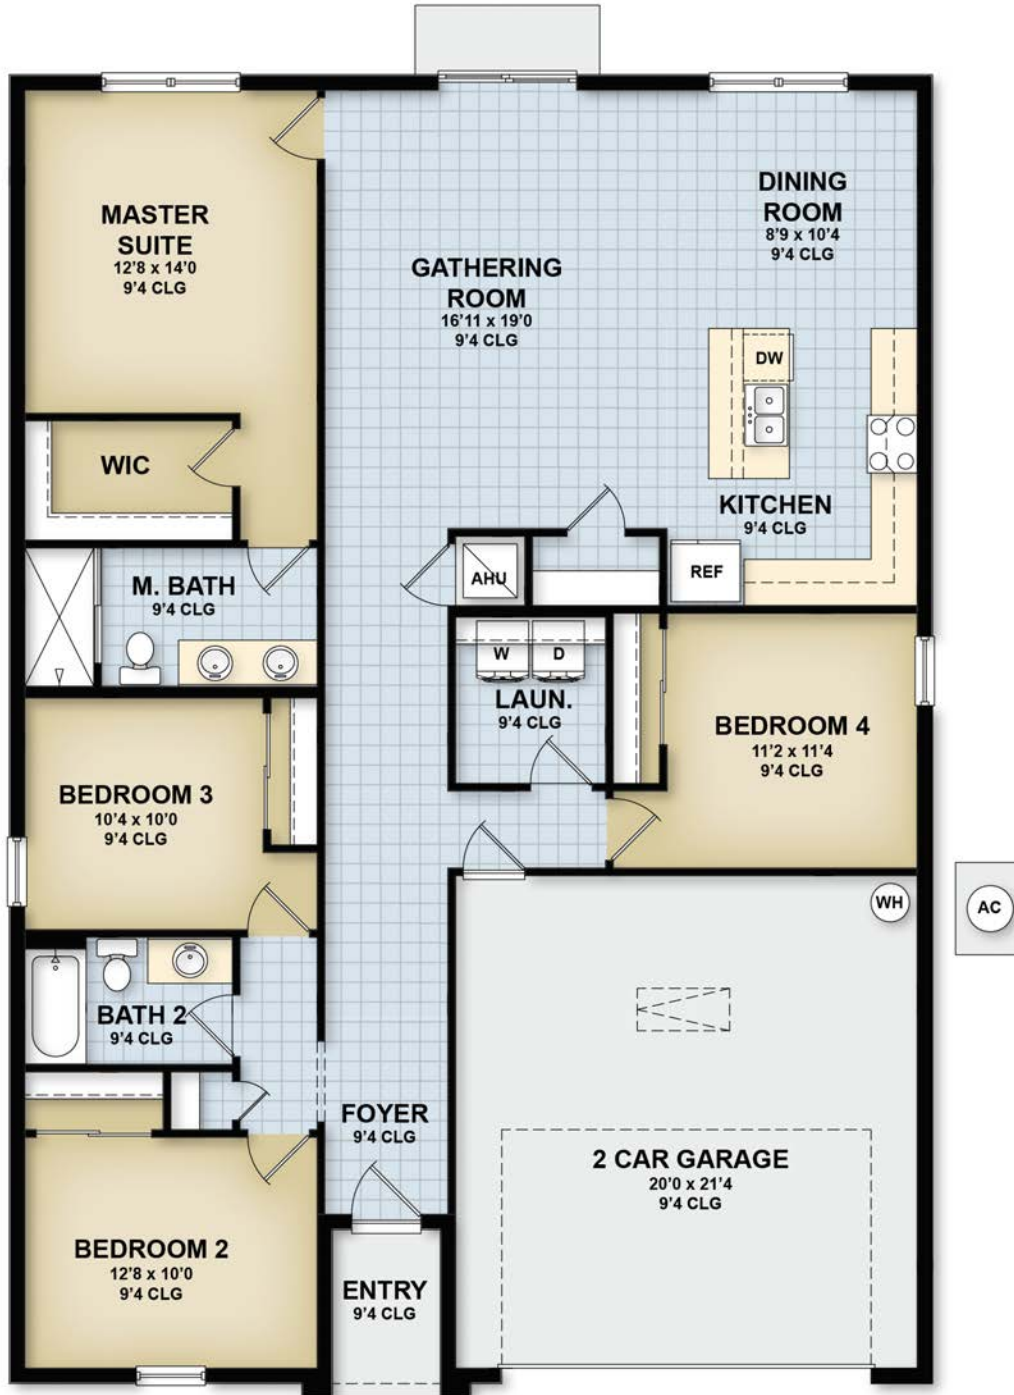 MASTER
SUITE
12'8 x 14'0
9'4 CLG
GATHERING
ROOM
16'11 x 19'0
9'4 CLG
DINING
ROOM
8'9 x 10'4
9'4 CLG
DW
WIC
KITCHEN
9'4 CLG
M. BATH
9'4 CLG
AHU
REF
W
D
LAUN.
9'4 CLG
BEDROOM 4
11'2 x 11'4
9'4 CLG
BEDROOM 3
10'4 x 10'0
9'4 CLG
WH
AC
BATH 2
9'4 CLG
FOYER
9'4 CLG
2 CAR GARAGE
20'0 x 21'4
9'4 CLG
BEDROOM 2
12'8 x 10'0
9'4 CLG
ENTRY
9'4 CLG